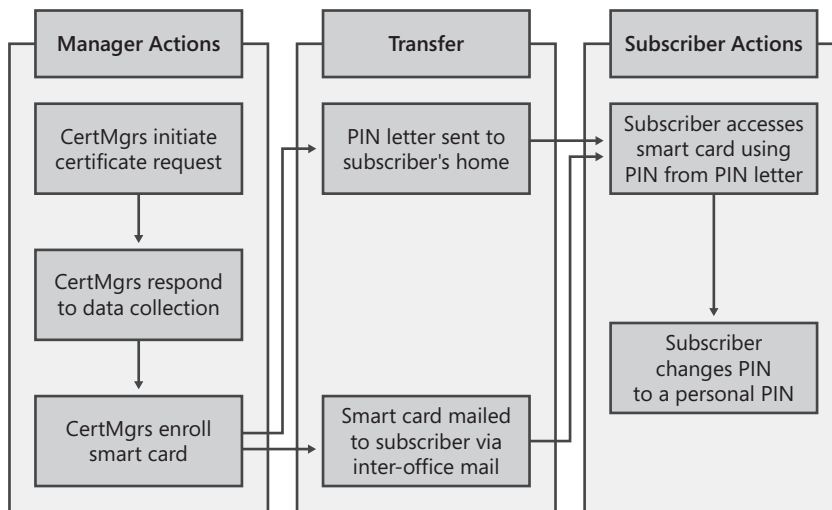 Manager Actions
CertMgrs initiate
certificate request
CertMgrs respond
to data collection
CertMgrs enroll
smart card
Transfer
PIN letter sent to
subscriber's home
Smart card mailed
to subscriber via
inter-office mail
Subscriber Actions
Subscriber accesses
smart card using
PIN from PIN letter
Subscriber
changes PIN
to a personal PIN